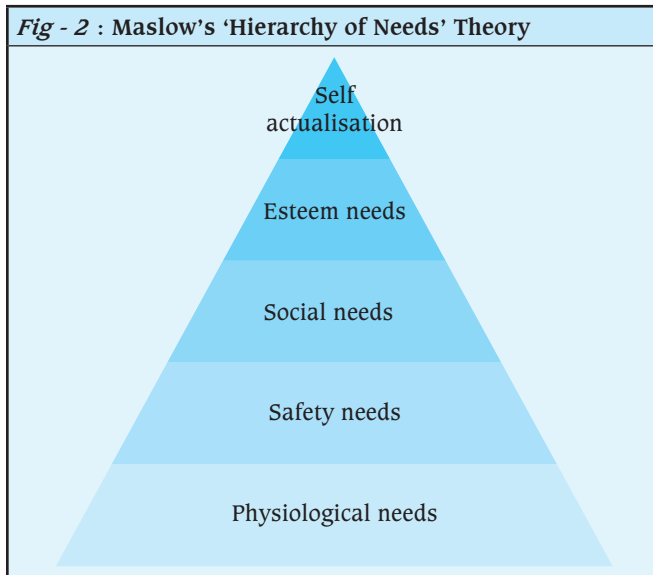 Fig - 2 : Maslow's 'Hierarchy of Needs' Theory
Self
actualisation
Esteem needs
Social needs
Safety needs
Physiological needs